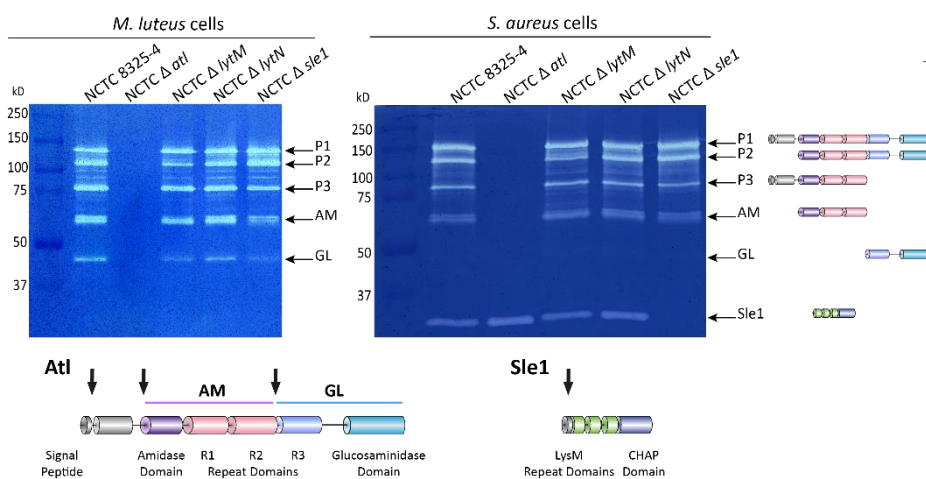 M. luteus cells
S. aureus cells
NCTC 8325-4
NCTC Δ atl
NCTC Δ lytM
NCTC Δ lytN
NCTC Δ sle1
NCTC 8325-4
NCTC Δ atl
NCTC Δ lytM
NCTC Δ lytN
NCTC Δ sle1
kD
250
150
100
75
50
37
P1
P2
P3
AM
GL
kD
250
150
100
75
50
37
P1
P2
P3
AM
GL
Sle1
Atl
AM
GL
Signal
Peptide
Amidase
Domain
R1 R2 R3
Repeat Domains
Glucosaminidase
Domain
Sle1
LysM
Repeat Domains
CHAP
Domain